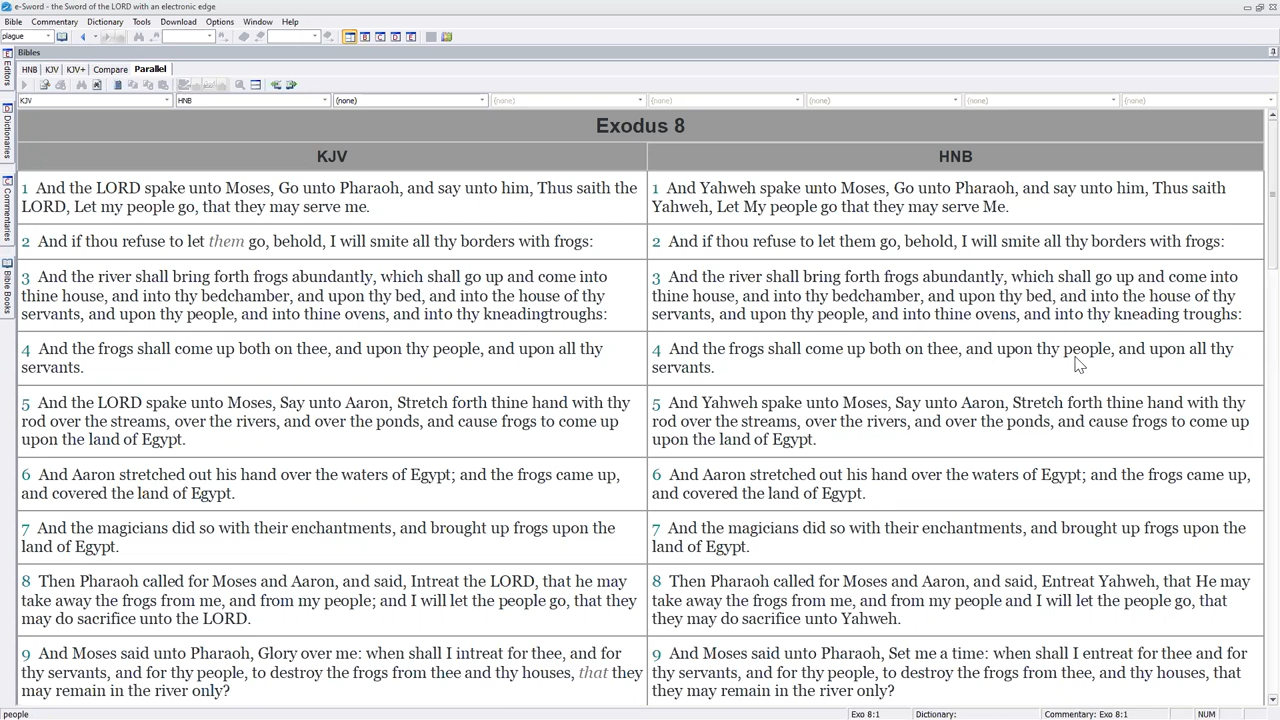 e-Sword - the Sword of the LORD with an electronic edge
Bible Commentary Dictionary Tools Download Options Window Help
plague
Bibles
HNB KJV KJV+ Compare Parallel
KJV HNB (none) (none) (none) (none) (none) (none)
Editors
Dictionaries
Commentaries
Bible Books
Exodus 8
KJV
1 And the LORD spake unto Moses, Go unto Pharaoh, and say unto him, Thus saith the
LORD, Let my people go, that they may serve me.
2 And if thou refuse to let them go, behold, I will smite all thy borders with frogs:
3 And the river shall bring forth frogs abundantly, which shall go up and come into
thine house, and into thy bedchamber, and upon thy bed, and into the house of thy
servants, and upon thy people, and into thine ovens, and into thy kneadingtroughs:
4 And the frogs shall come up both on thee, and upon thy people, and upon all thy
servants.
5 And the LORD spake unto Moses, Say unto Aaron, Stretch forth thine hand with thy
rod over the streams, over the rivers, and over the ponds, and cause frogs to come up
upon the land of Egypt.
6 And Aaron stretched out his hand over the waters of Egypt; and the frogs came up,
and covered the land of Egypt.
7 And the magicians did so with their enchantments, and brought up frogs upon the
land of Egypt.
8 Then Pharaoh called for Moses and Aaron, and said, Intreat the LORD, that he may
take away the frogs from me, and from my people; and I will let the people go, that they
may do sacrifice unto the LORD.
9 And Moses said unto Pharaoh, Glory over me: when shall I intreat for thee, and for
thy servants, and for thy people, to destroy the frogs from thee and thy houses, that they
may remain in the river only?
HNB
1 And Yahweh spake unto Moses, Go unto Pharaoh, and say unto him, Thus saith
Yahweh, Let My people go that they may serve Me.
2 And if thou refuse to let them go, behold, I will smite all thy borders with frogs:
3 And the river shall bring forth frogs abundantly, which shall go up and come into
thine house, and into thy bedchamber, and upon thy bed, and into the house of thy
servants, and upon thy people, and into thine ovens, and into thy kneading troughs:
4 And the frogs shall come up both on thee, and upon thy people, and upon all thy
servants.
5 And Yahweh spake unto Moses, Say unto Aaron, Stretch forth thine hand with thy
rod over the streams, over the rivers, and over the ponds, and cause frogs to come up
upon the land of Egypt.
6 And Aaron stretched out his hand over the waters of Egypt; and the frogs came up,
and covered the land of Egypt.
7 And the magicians did so with their enchantments, and brought up frogs upon the
land of Egypt.
8 Then Pharaoh called for Moses and Aaron, and said, Entreat Yahweh, that He may
take away the frogs from me, and from my people and I will let the people go, that
they may do sacrifice unto Yahweh.
9 And Moses said unto Pharaoh, Set me a time: when shall I entreat for thee and for
thy servants, and for thy people, to destroy the frogs from thee, and thy houses, that
they may remain in the river only?
people Exo 8:1 Dictionary: Commentary: Exo 8:1 NUM